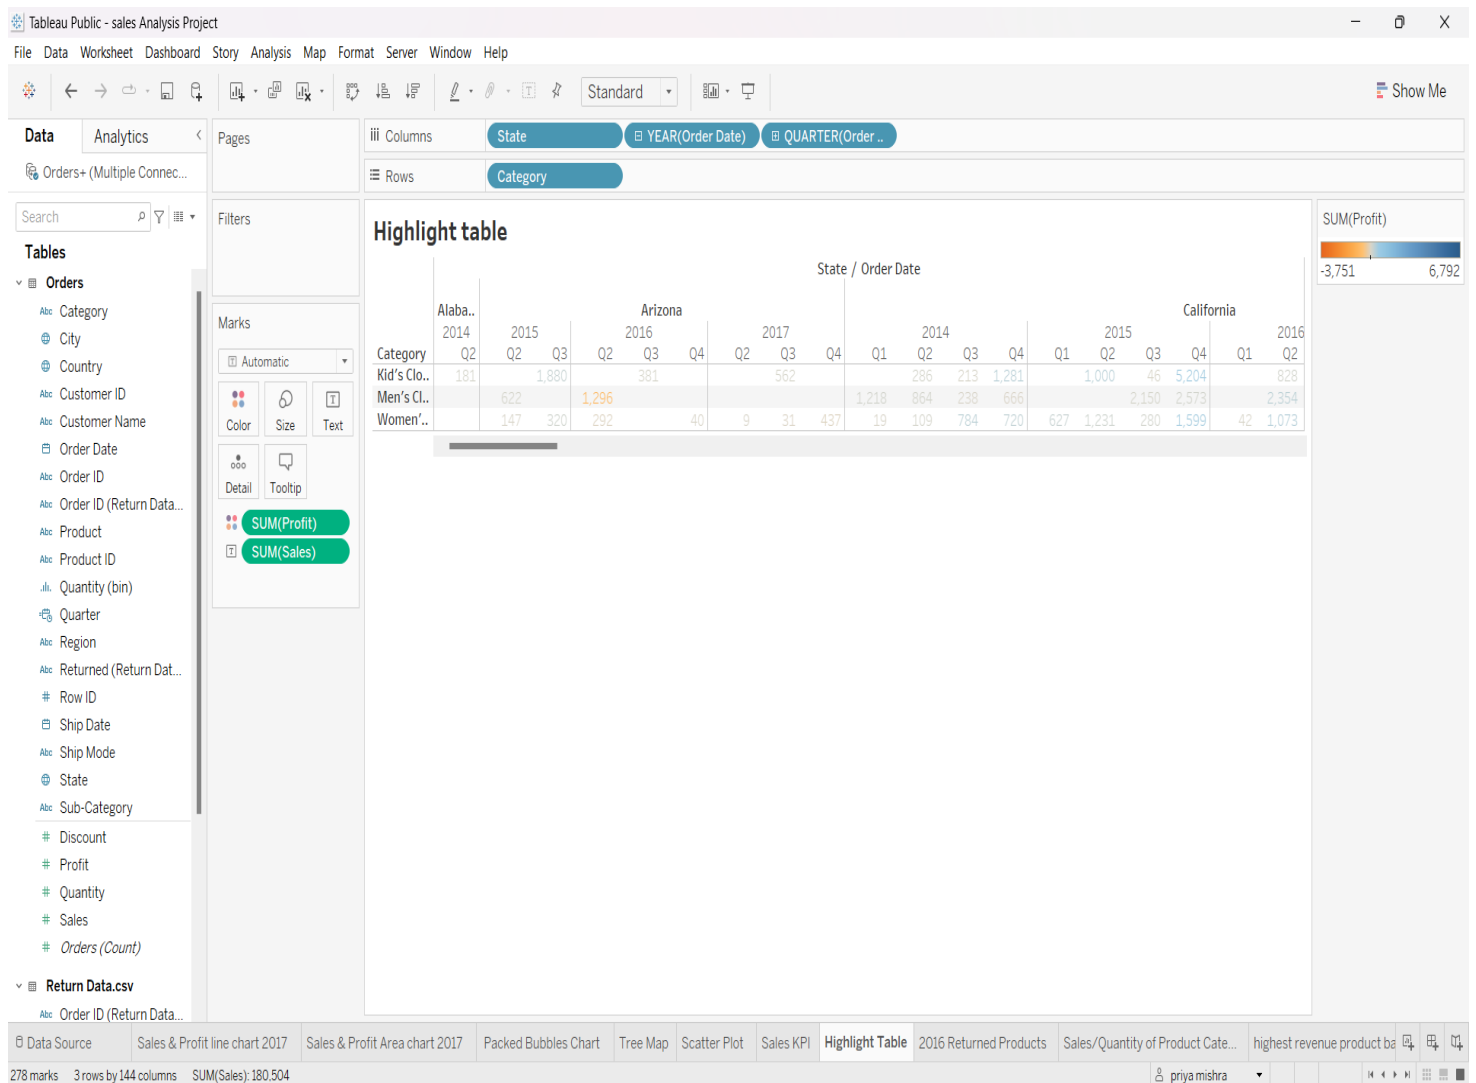 Tableau Public - sales Analysis Project
File Data Worksheet Dashboard Story Analysis Map Format Server Window Help
Standard
Show Me
Data Analytics
Orders+ (Multiple Connec...
Search
Tables
Orders
Abc Category
City
Country
Abc Customer ID
Abc Customer Name
Order Date
Abc Order ID
Abc Order ID (Return Data...
Abc Product
Abc Product ID
Quantity (bin)
Quarter
Abc Region
Abc Returned (Return Dat...
# Row ID
Ship Date
Abc Ship Mode
State
Abc Sub-Category
# Discount
# Profit
# Quantity
# Sales
# Orders (Count)
Return Data.csv
Abc Order ID (Return Data...
Pages
Filters
Marks
Automatic
Color Size Text
Detail Tooltip
SUM(Profit)
SUM(Sales)
Columns State YEAR(Order Date) QUARTER(Order ..
Rows Category
Highlight table
State / Order Date
Alaba.. Arizona California
2014 2015 2016 2017 2014 2015 2016
Category Q2 Q2 Q3 Q2 Q3 Q4 Q2 Q3 Q4 Q1 Q2 Q3 Q4 Q1 Q2 Q3 Q4 Q1 Q2
Kid's Clo.. 181 1,880 381 562 286 213 1,281 1,000 46 5,204 828
Men's Cl.. 622 1,296 1,218 864 238 666 2,150 2,573 2,354
Women'.. 147 320 292 40 9 31 437 19 109 784 720 627 1,231 280 1,599 42 1,073
SUM(Profit)
-3,751 6,792
Data Source Sales & Profit line chart 2017 Sales & Profit Area chart 2017 Packed Bubbles Chart Tree Map Scatter Plot Sales KPI Highlight Table 2016 Returned Products Sales/Quantity of Product Cate... highest revenue product ba
278 marks 3 rows by 144 columns SUM(Sales): 180,504 priya mishra